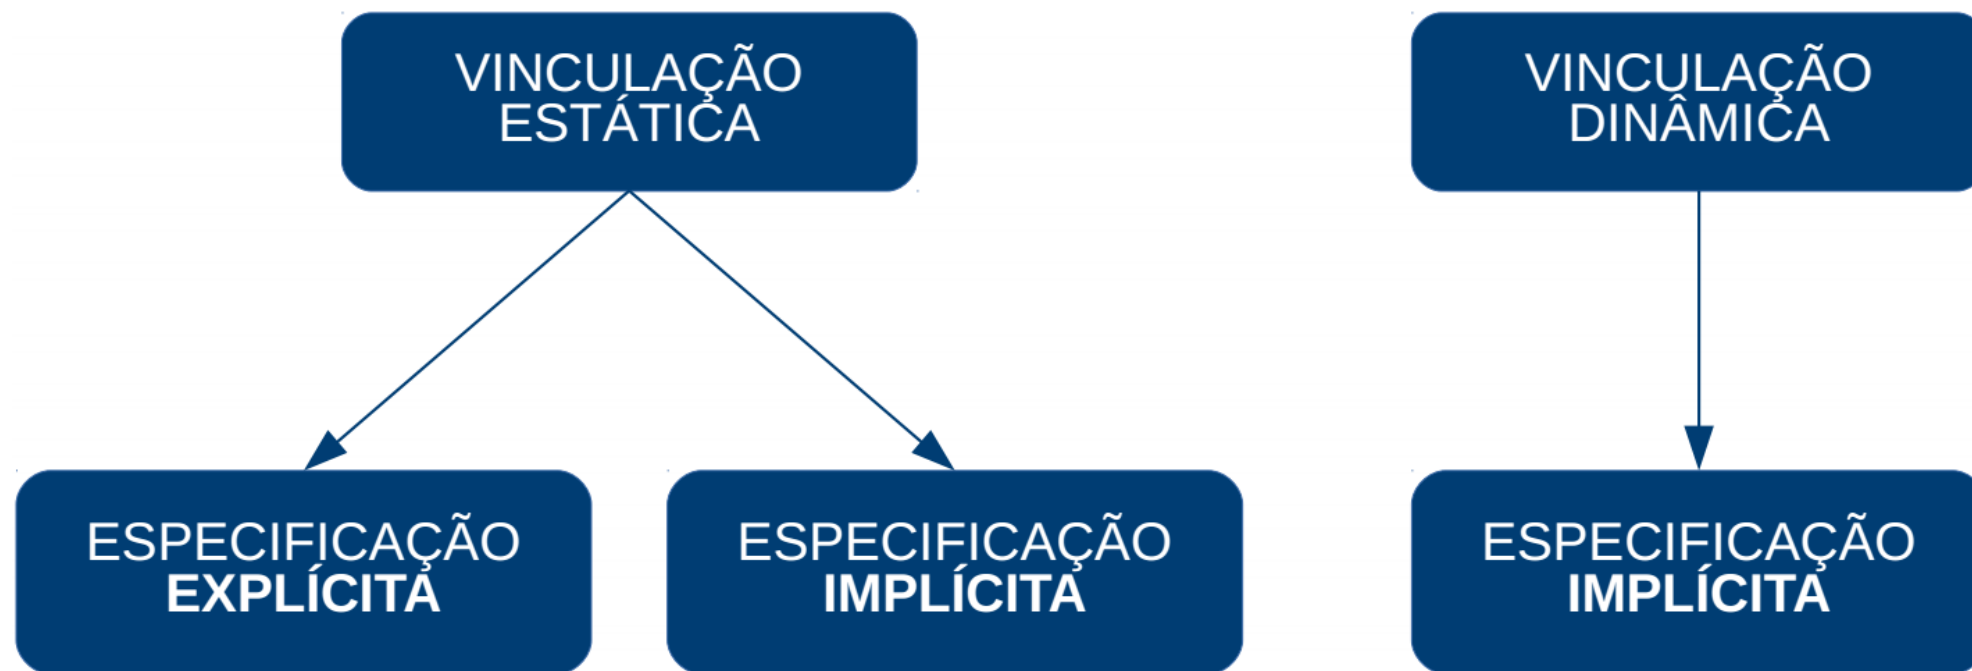 VINCULAÇÃO
ESTÁTICA
VINCULAÇÃO
DINÂMICA
ESPECIFICAÇÃO
EXPLÍCITA
ESPECIFICAÇÃO
IMPLÍCITA
ESPECIFICAÇÃO
IMPLÍCITA